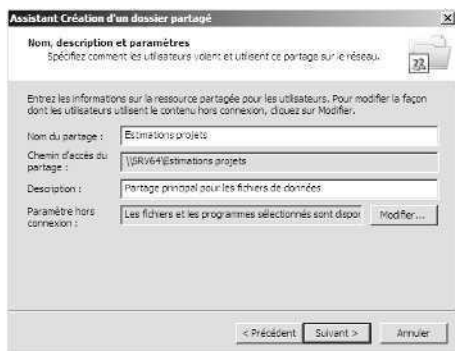 Assistant Création d'un dossier partagé
Nom, description et paramètres
Spécifiez comment les utilisateurs voient et utilisent ce partage sur le réseau.
Entrez les informations sur la ressource partagée pour les utilisateurs. Pour modifier la façon
dont les utilisateurs utilisent le contenu hors connexion, cliquez sur Modifier.
Nom du partage :
Estimations projets
Chemin d'accès du
partage :
\\SRV64\Estimations projets
Description :
Partage principal pour les fichiers de données
Paramètre hors
connexion :
Les fichiers et les programmes sélectionnés sont dispor
Modifier...
< Précédent
Suivant >
Annuler